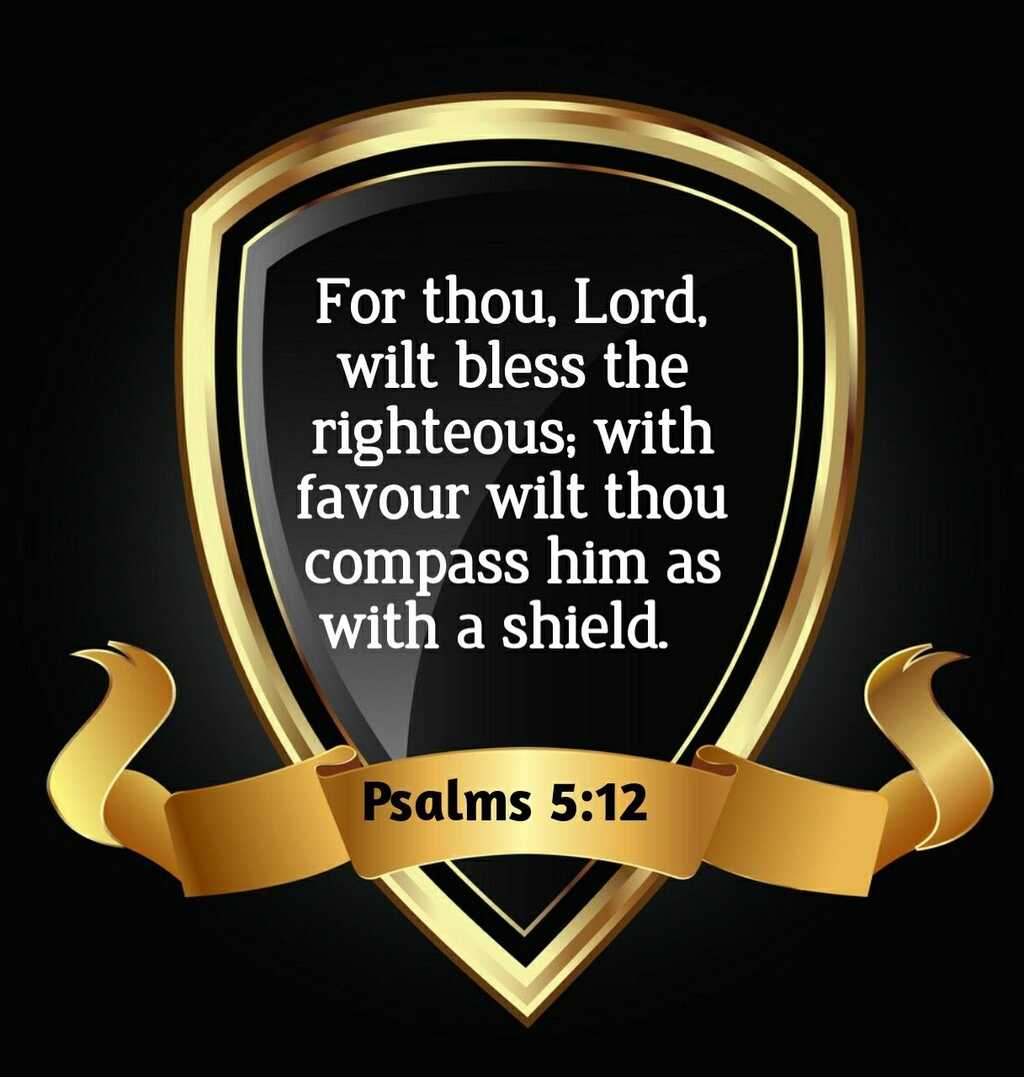 For thou, Lord,
wilt bless the
righteous; with
favour wilt thou
compass him as
with a shield.
Psalms 5:12